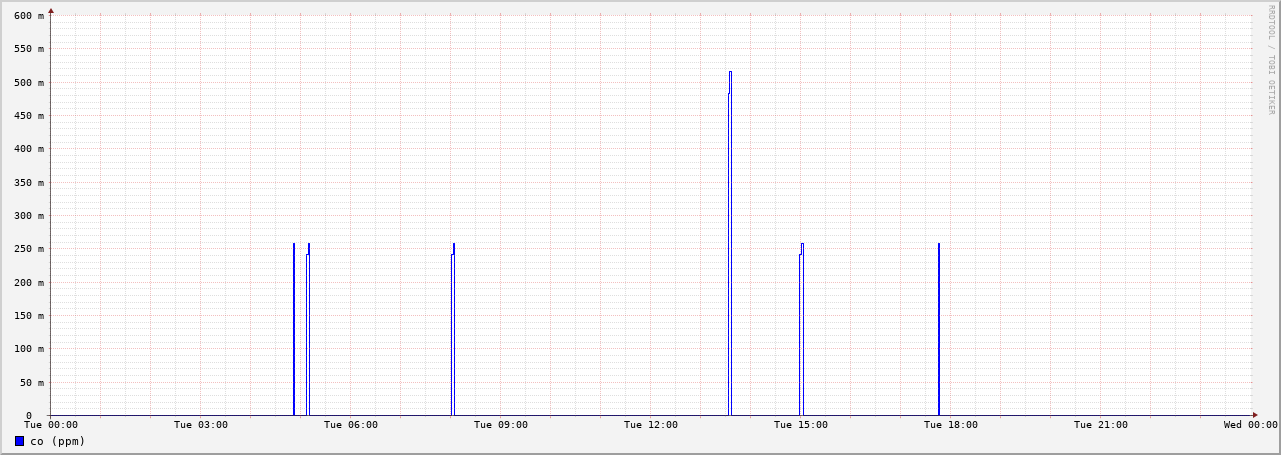 600 m
550 m
500 m
450 m
400 m
350 m
300 m
250 m
200 m
150 m
100 m
50 m
0
Tue 00:00 Tue 03:00 Tue 06:00 Tue 09:00 Tue 12:00 Tue 15:00 Tue 18:00 Tue 21:00 Wed 00:00
co (ppm)
RRDTOOL / TOBI OETIKER